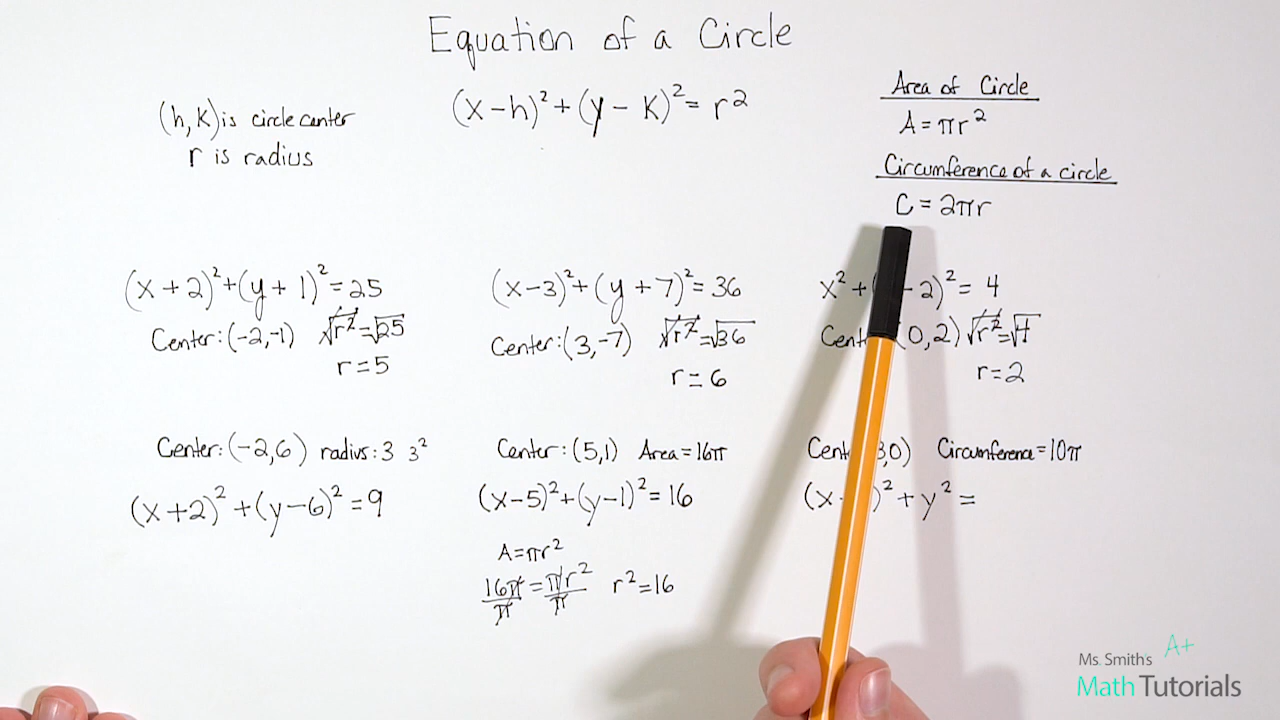 Equation of a Circle
(x-h)²+(y-k)²=r²
(h,k) is circle center
r is radius
Area of Circle
A=πr²
Circumference of a circle
C=2πr
(x+2)²+(y+1)²=25
Center:(-2,-1) √r²=√25
r=5
(x-3)²+(y+7)²=36
Center:(3,-7) √r²=√36
r=6
x²+( -2)²=4
(0,2) √r²=√4
r=2
Center:(-2,6) radius:3 3²
(x+2)²+(y-6)²=9
Center:(5,1) Area=16π
(x-5)²+(y-1)²=16
A=πr²
16π/π=πr²/π r²=16
,0) Circumference=10π
(x- )²+y²=
Ms. Smith's A+
Math Tutorials